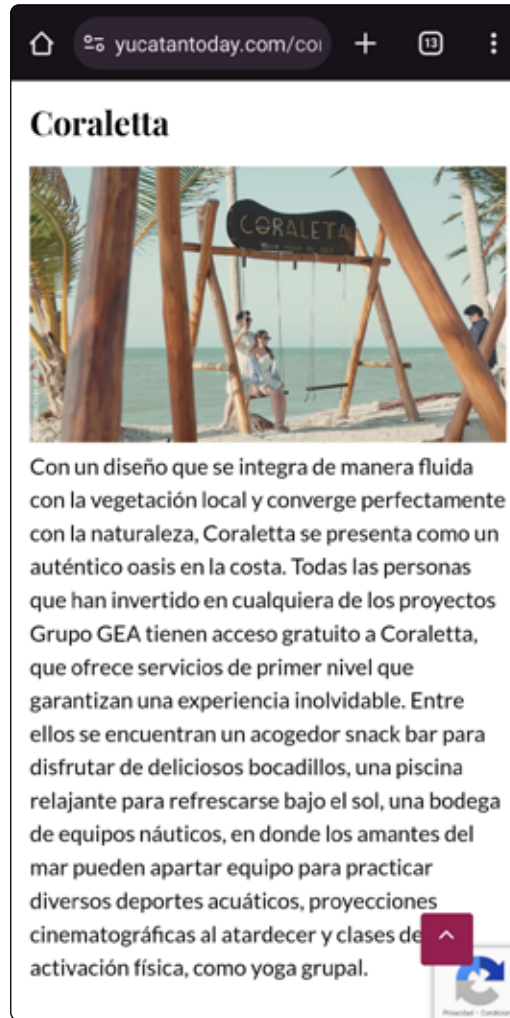 yucatantoday.com/coı
13
Coraletta
CORALETA
Con un diseño que se integra de manera fluida
con la vegetación local y converge perfectamente
con la naturaleza, Coraletta se presenta como un
auténtico oasis en la costa. Todas las personas
que han invertido en cualquiera de los proyectos
Grupo GEA tienen acceso gratuito a Coraletta,
que ofrece servicios de primer nivel que
garantizan una experiencia inolvidable. Entre
ellos se encuentran un acogedor snack bar para
disfrutar de deliciosos bocadillos, una piscina
relajante para refrescarse bajo el sol, una bodega
de equipos náuticos, en donde los amantes del
mar pueden apartar equipo para practicar
diversos deportes acuáticos, proyecciones
cinematográficas al atardecer y clases de
activación física, como yoga grupal.
Privacidad - Condicion